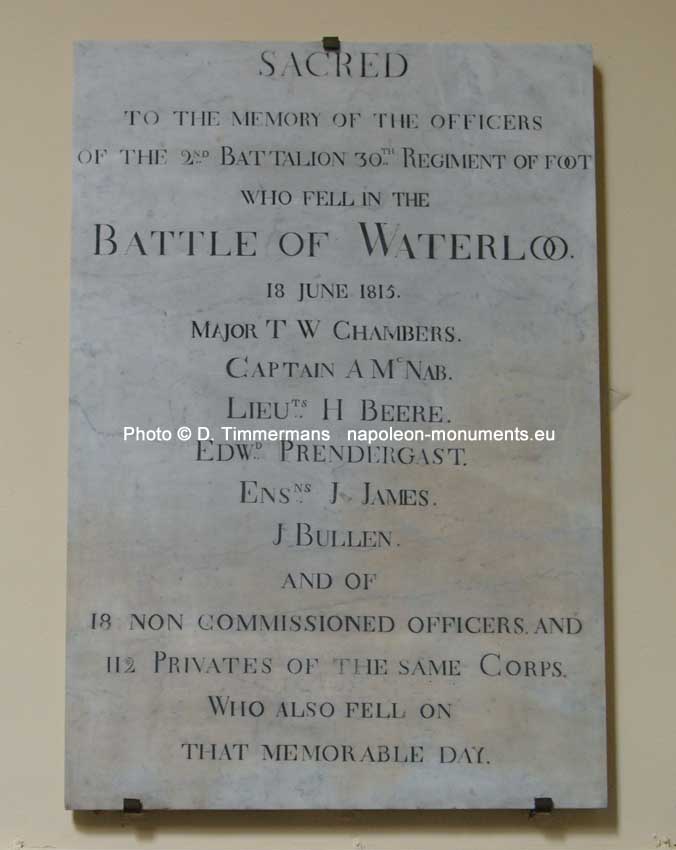 SACRED
TO THE MEMORY OF THE OFFICERS
OF THE 2ND BATTALION 30TH REGIMENT OF FOOT
WHO FELL IN THE
BATTLE OF WATERLOO.
18 JUNE 1815.
MAJOR T W CHAMBERS.
CAPTAIN A McNAB.
LIEUTS H BEERE.
Photo © D. Timmermans napoleon-monuments.eu
EDWD PRENDERGAST.
ENSNS J JAMES.
J BULLEN.
AND OF
18 NON COMMISSIONED OFFICERS. AND
112 PRIVATES OF THE SAME CORPS.
WHO ALSO FELL ON
THAT MEMORABLE DAY.